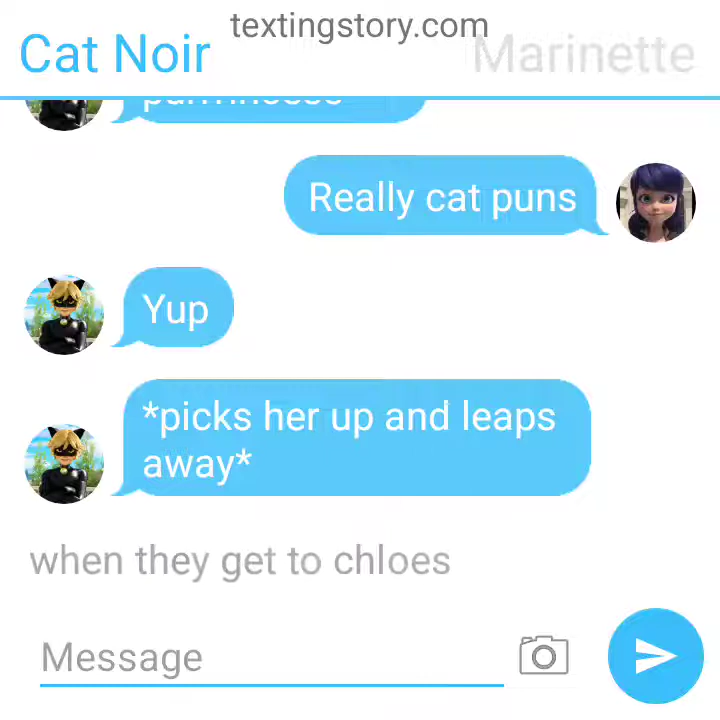 textingstory.com
Cat Noir
Marinette
Really cat puns
Yup
*picks her up and leaps
away*
when they get to chloes
Message